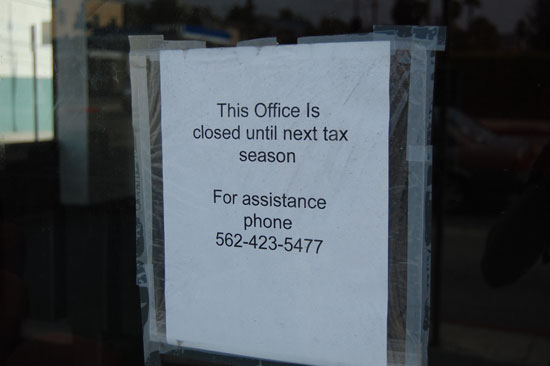 This Office Is
closed until next tax
season
For assistance
phone
562-423-5477